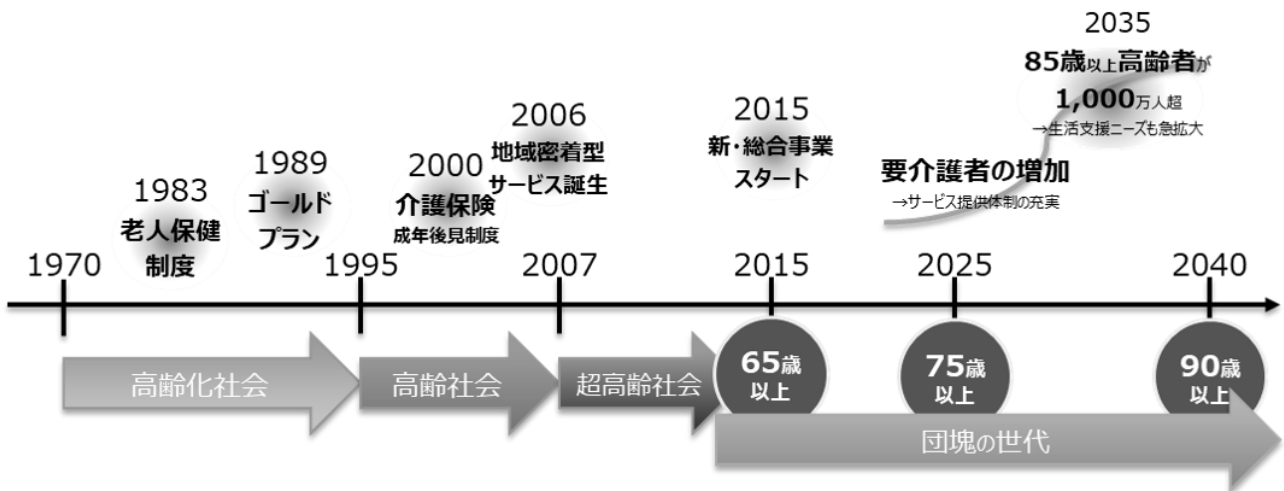 2035
85歳以上高齢者が
1,000万人超
→生活支援ニーズも急拡大
2006
地域密着型
サービス誕生
2015
新・総合事業
スタート
1989
ゴールド
プラン
2000
介護保険
成年後見制度
1983
老人保健
制度
要介護者の増加
→サービス提供体制の充実
1970
1995
2007
2015
2025
2040
高齢化社会
高齢社会
超高齢社会
65歳
以上
75歳
以上
90歳
以上
団塊の世代